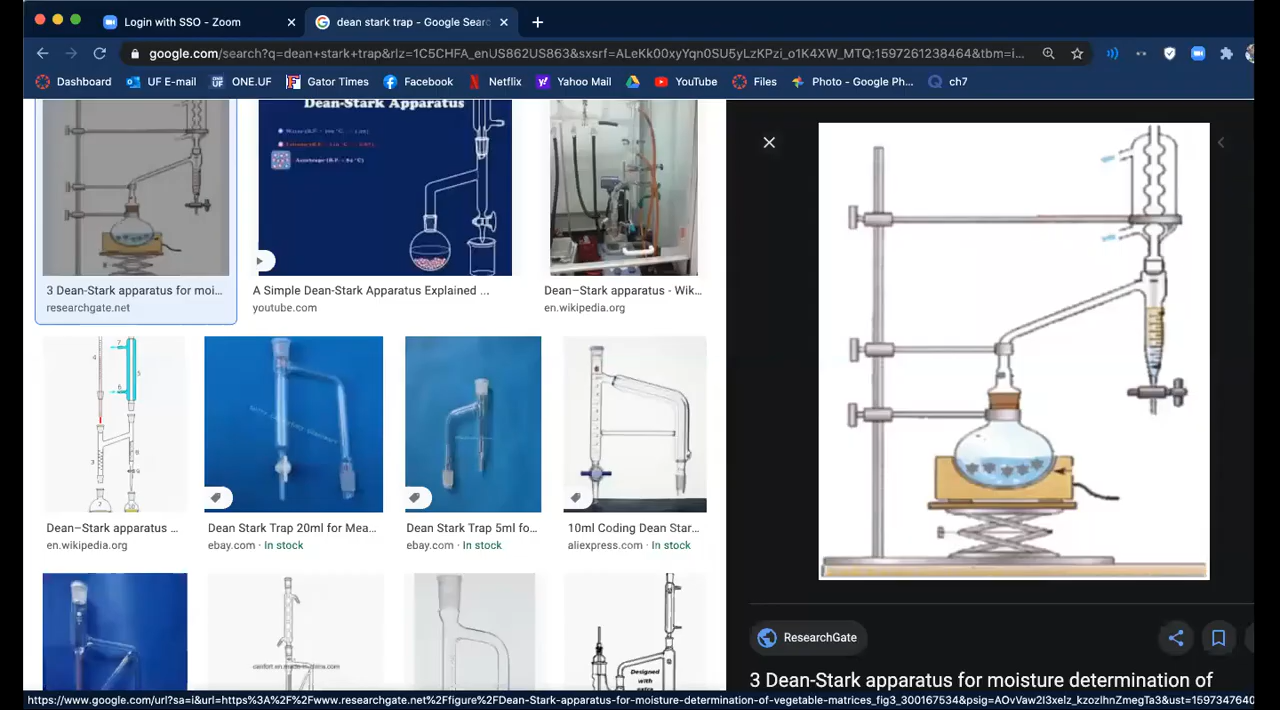 Login with SSO - Zoom
dean stark trap - Google Searc
google.com/search?q=dean+stark+trap&rlz=1C5CHFA_enUS862US863&sxsrf=ALeKk00xyYqn0SU5yLzKPzi_o1K4XW_MTQ:1597261238464&tbm=i...
Dashboard
UF E-mail
ONE.UF
Gator Times
Facebook
Netflix
Yahoo Mail
YouTube
Files
Photo - Google Ph...
ch7
Dean-Stark Apparatus
3 Dean-Stark apparatus for moi...
researchgate.net
A Simple Dean-Stark Apparatus Explained ...
youtube.com
Dean–Stark apparatus - Wik...
en.wikipedia.org
Dean–Stark apparatus ...
en.wikipedia.org
Dean Stark Trap 20ml for Mea...
ebay.com · In stock
Dean Stark Trap 5ml fo...
ebay.com · In stock
10ml Coding Dean Star...
aliexpress.com · In stock
Designed
with
ResearchGate
3 Dean-Stark apparatus for moisture determination of
https://www.google.com/url?sa=i&url=https%3A%2F%2Fwww.researchgate.net%2Ffigure%2FDean-Stark-apparatus-for-moisture-determination-of-vegetable-matrices_fig3_300167534&psig=AOvVaw2I3xelz_kzozihnZmegTa3&ust=1597347640